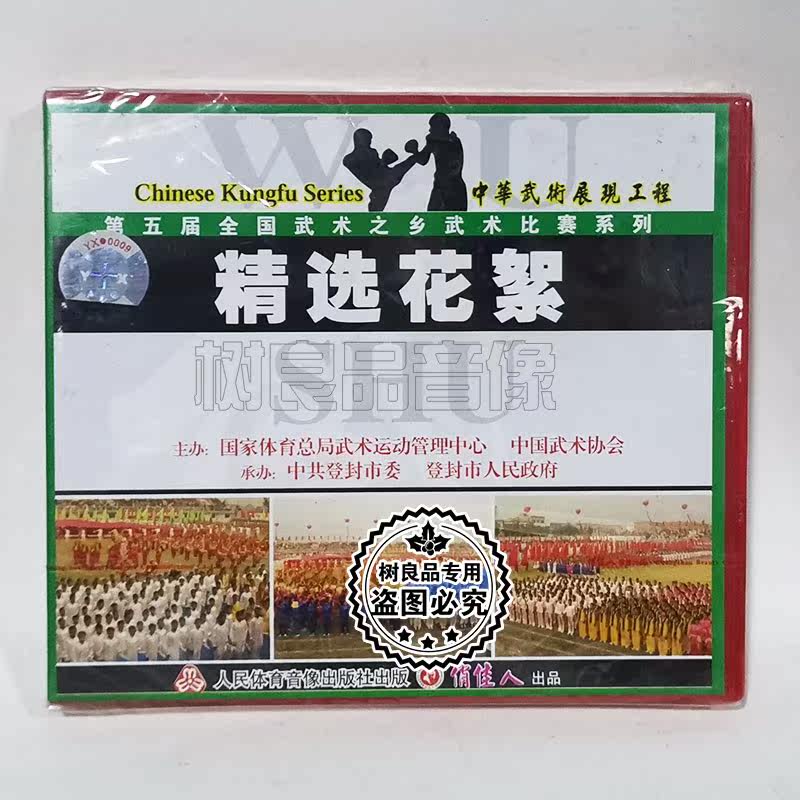 WU
Chinese Kungfu Series 中華武術展現工程
第五届全国武术之乡武术比赛系列
YX●0009
精选花絮
树良品音像
SHU
主办: 国家体育总局武术运动管理中心 中国武术协会
承办: 中共登封市委 登封市人民政府
树良品专用
盗图必究
人民体育音像出版社出版 俏佳人 出品